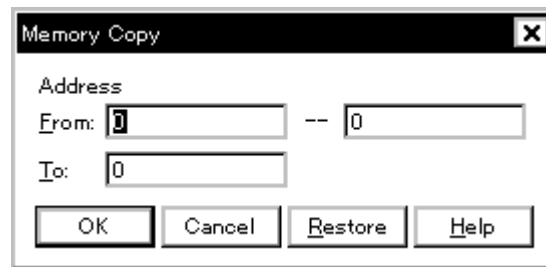 Memory Copy
Address
From: 0 -- 0
To: 0
OK Cancel Restore Help